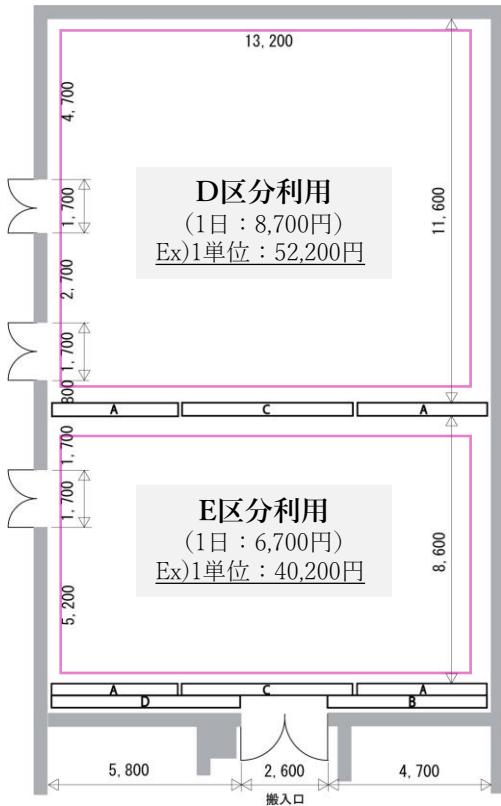 13,200
4,700
D区分利用
（1日：8,700円）
Ex)1単位：52,200円
1,700
11,600
2,700
1,700
800
A
C
A
1,700
E区分利用
（1日：6,700円）
Ex)1単位：40,200円
1,700
8,600
5,200
A
C
A
D
B
5,800
2,600
4,700
搬入口